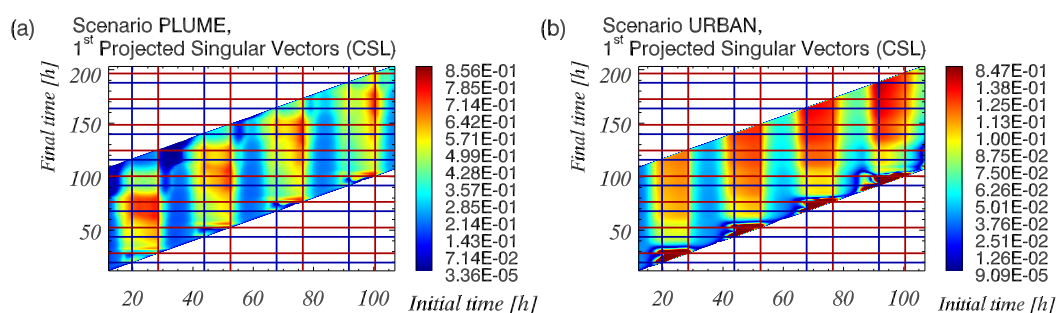 (a) Scenario PLUME,
1st Projected Singular Vectors (CSL)
Final time [h]
200
150
100
50
20 40 60 80 100
Initial time [h]
8.56E-01
7.85E-01
7.14E-01
6.42E-01
5.71E-01
4.99E-01
4.28E-01
3.57E-01
2.85E-01
2.14E-01
1.43E-01
7.14E-02
3.36E-05
(b) Scenario URBAN,
1st Projected Singular Vectors (CSL)
Final time [h]
200
150
100
50
20 40 60 80 100
Initial time [h]
8.47E-01
1.38E-01
1.25E-01
1.13E-01
1.00E-01
8.75E-02
7.50E-02
6.26E-02
5.01E-02
3.76E-02
2.51E-02
1.26E-02
9.09E-05